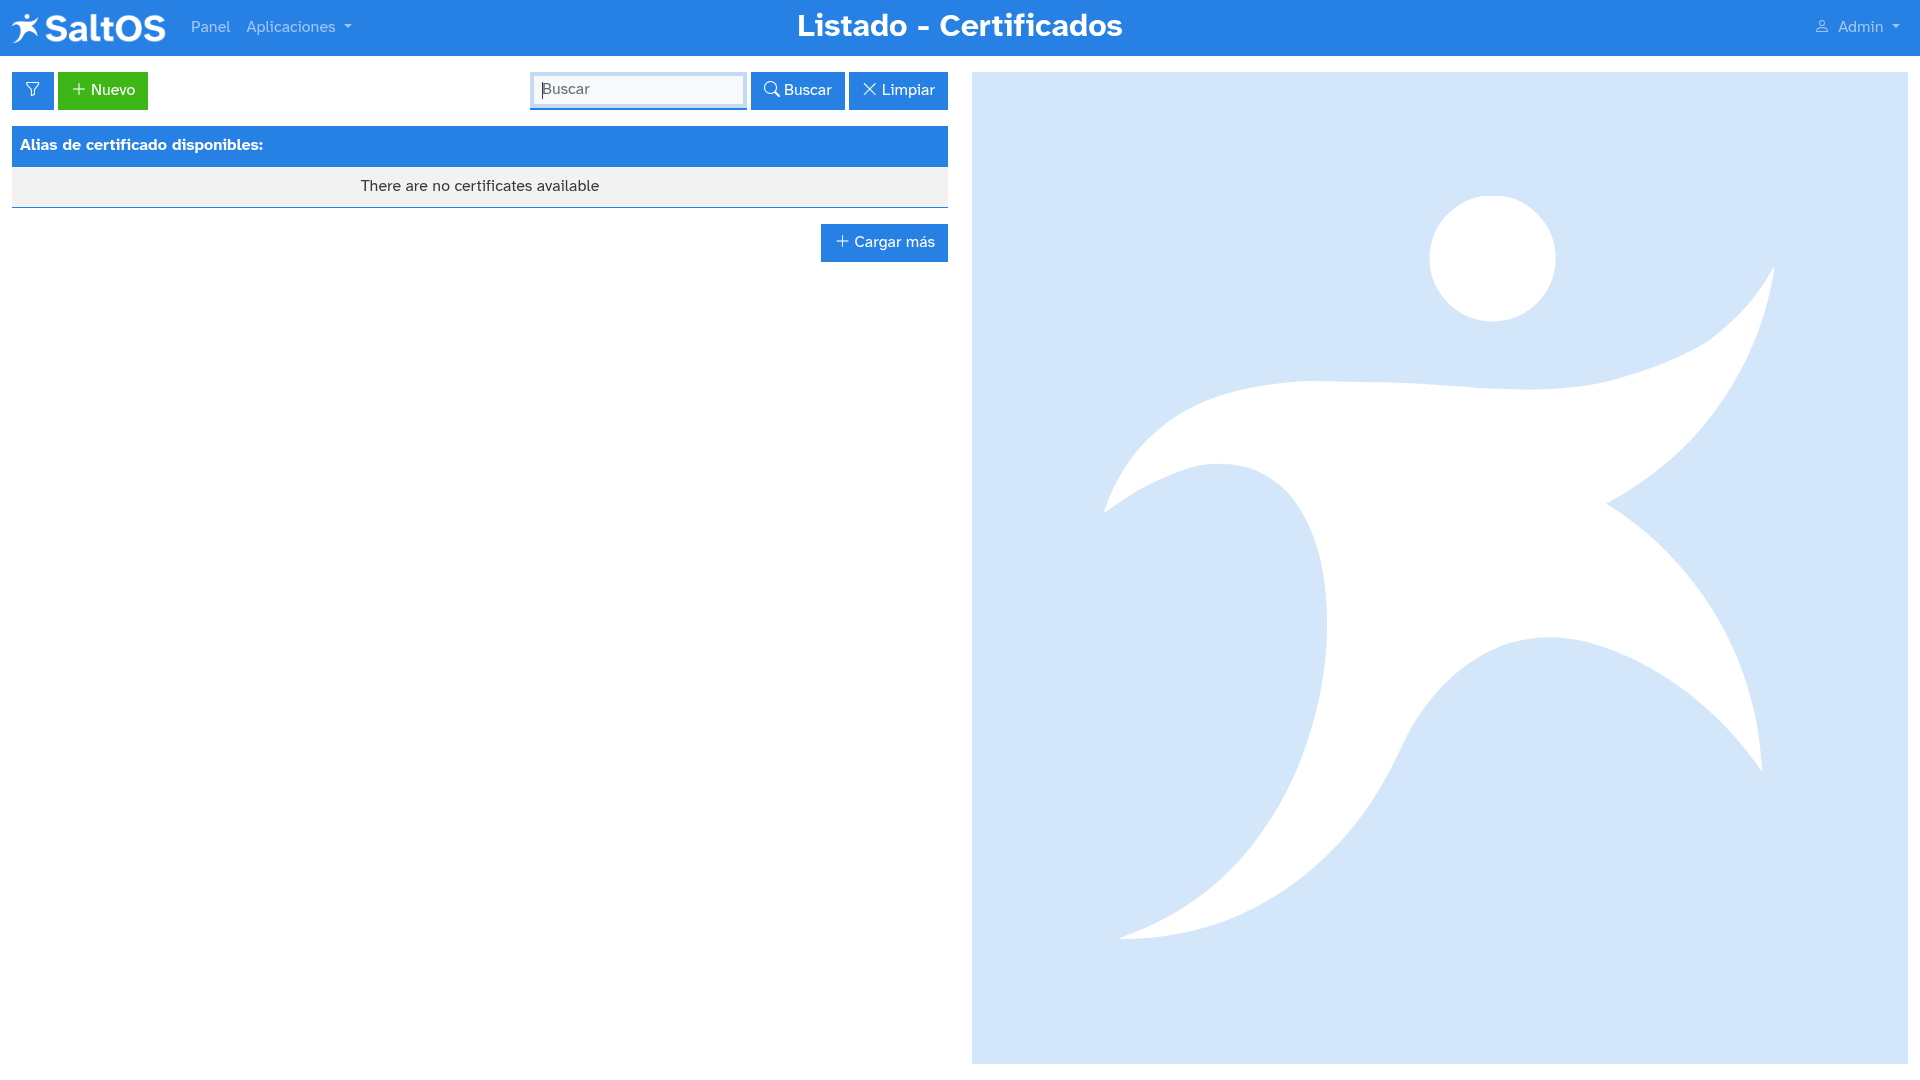 SaltOS Panel Aplicaciones Listado - Certificados Admin
Nuevo Buscar Buscar Limpiar
Alias de certificado disponibles:
There are no certificates available
Cargar más